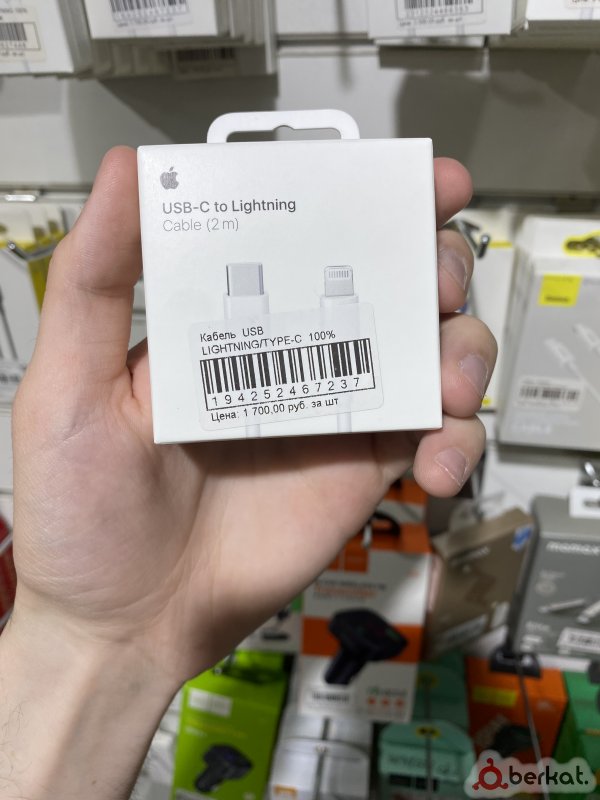 USB-C to Lightning
Cable (2 m)
Кабель USB
LIGHTNING/TYPE-C 100%
194252467237
Цена: 1 700,00 руб. за шт
momax
berkat.